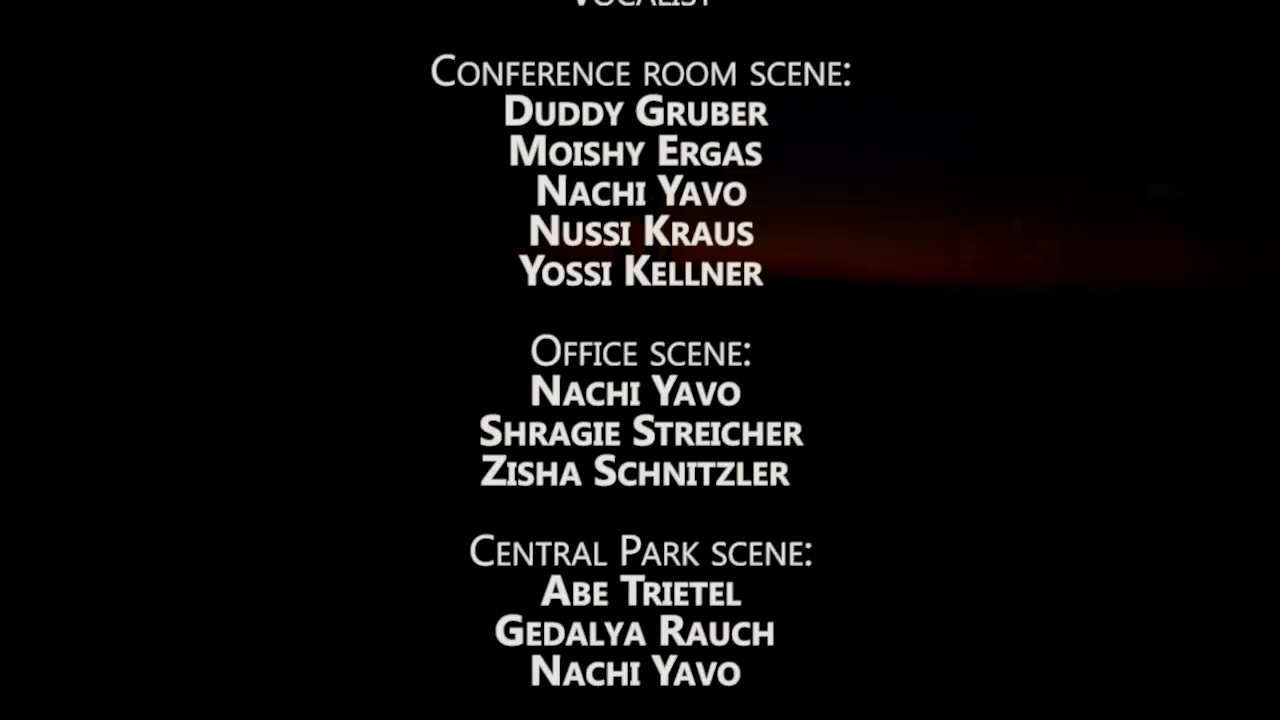 VOCALIST
CONFERENCE ROOM SCENE:
DUDDY GRUBER
MOISHY ERGAS
NACHI YAVO
NUSSI KRAUS
YOSSI KELLNER
OFFICE SCENE:
NACHI YAVO
SHRAGIE STREICHER
ZISHA SCHNITZLER
CENTRAL PARK SCENE:
ABE TRIETEL
GEDALYA RAUCH
NACHI YAVO